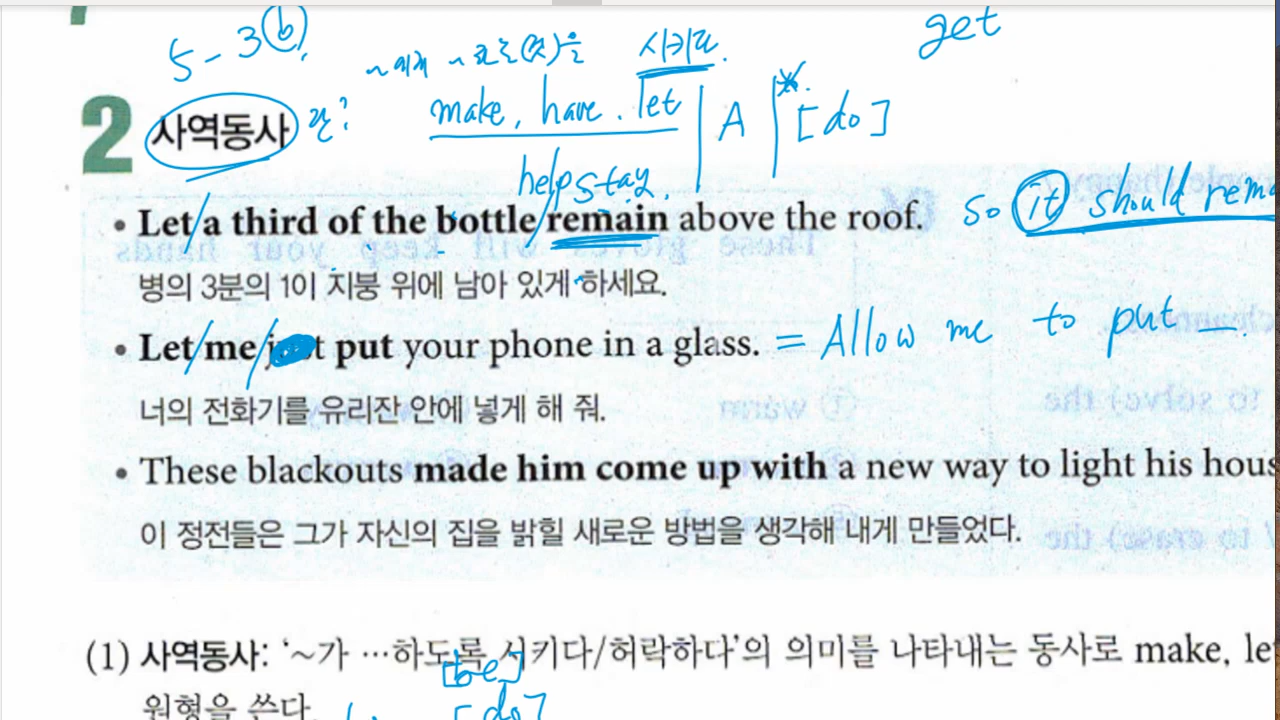 5-3 ⓑ.
~에게 ~하는(것)을 시키다.
get
2 사역동사 란?
make, have. let | A | * [do]
help stay.
• Let/a third of the bottle/remain above the roof. so it should rema
병의 3분의 1이 지붕 위에 남아 있게 하세요.
• Let/me/ put your phone in a glass. = Allow me to put ―.
너의 전화기를 유리잔 안에 넣게 해 줘.
• These blackouts made him come up with a new way to light his hous
이 정전들은 그가 자신의 집을 밝힐 새로운 방법을 생각해 내게 만들었다.
(1) 사역동사: ‘~가 …하도록 시키다/허락하다’의 의미를 나타내는 동사로 make, le
[be]
원형을 쓴다.
[do]